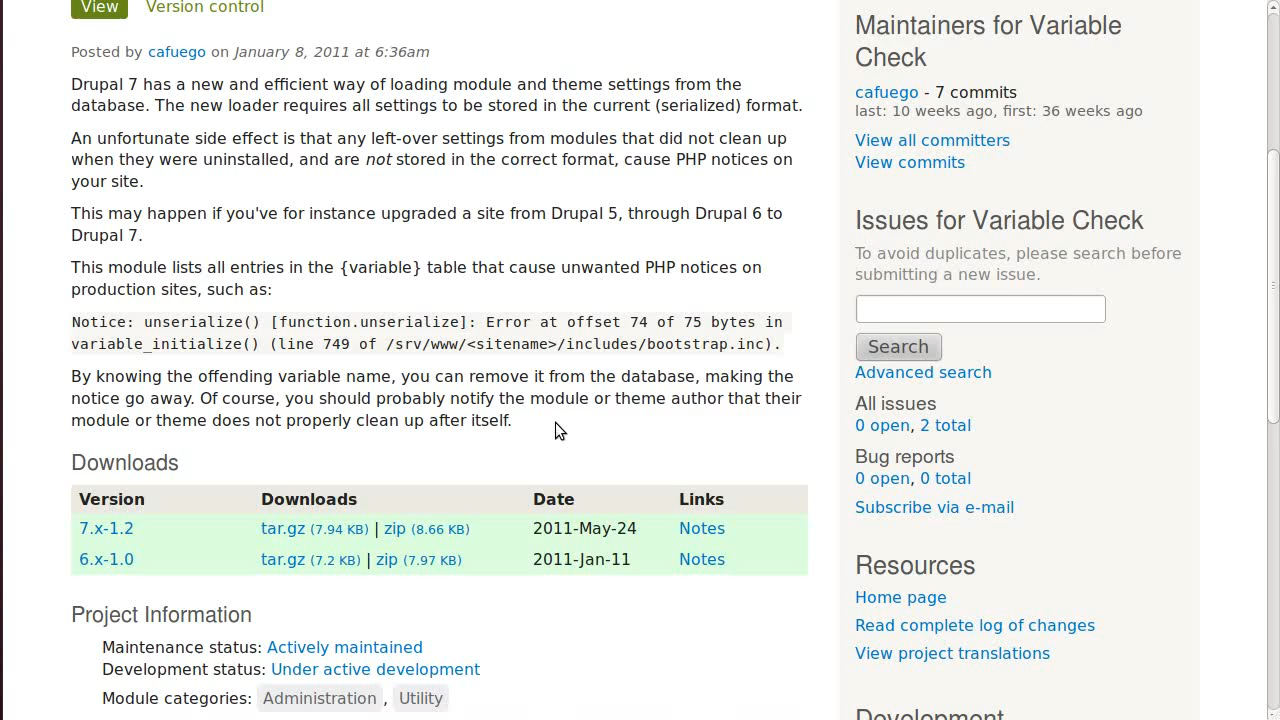 View
Version control
Posted by cafuego on January 8, 2011 at 6:36am
Drupal 7 has a new and efficient way of loading module and theme settings from the
database. The new loader requires all settings to be stored in the current (serialized) format.
An unfortunate side effect is that any left-over settings from modules that did not clean up
when they were uninstalled, and are not stored in the correct format, cause PHP notices on
your site.
This may happen if you've for instance upgraded a site from Drupal 5, through Drupal 6 to
Drupal 7.
This module lists all entries in the {variable} table that cause unwanted PHP notices on
production sites, such as:
Notice: unserialize() [function.unserialize]: Error at offset 74 of 75 bytes in
variable_initialize() (line 749 of /srv/www/<sitename>/includes/bootstrap.inc).
By knowing the offending variable name, you can remove it from the database, making the
notice go away. Of course, you should probably notify the module or theme author that their
module or theme does not properly clean up after itself.
Downloads
Version Downloads Date Links
7.x-1.2 tar.gz (7.94 KB) | zip (8.66 KB) 2011-May-24 Notes
6.x-1.0 tar.gz (7.2 KB) | zip (7.97 KB) 2011-Jan-11 Notes
Project Information
Maintenance status: Actively maintained
Development status: Under active development
Module categories: Administration , Utility
Maintainers for Variable
Check
cafuego - 7 commits
last: 10 weeks ago, first: 36 weeks ago
View all committers
View commits
Issues for Variable Check
To avoid duplicates, please search before
submitting a new issue.
Search
Advanced search
All issues
0 open, 2 total
Bug reports
0 open, 0 total
Subscribe via e-mail
Resources
Home page
Read complete log of changes
View project translations
Development